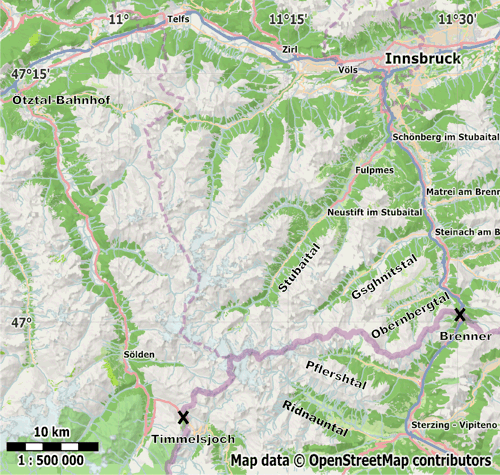 11°
11°15'
11°30'
Telfs
Zirl
Völs
Innsbruck
47°15'
Ötztal-Bahnhof
Schönberg im Stubaital
Fulpmes
Matrei am Brenn
Neustift im Stubaital
Steinach am B
Stubaital
Gsghnitstal
Obernbergtal
47°
Brenner
Sölden
Pflershtal
Ridnauntal
Timmelsjoch
Sterzing - Vipiteno
10 km
1 : 500 000
Map data © OpenStreetMap contributors